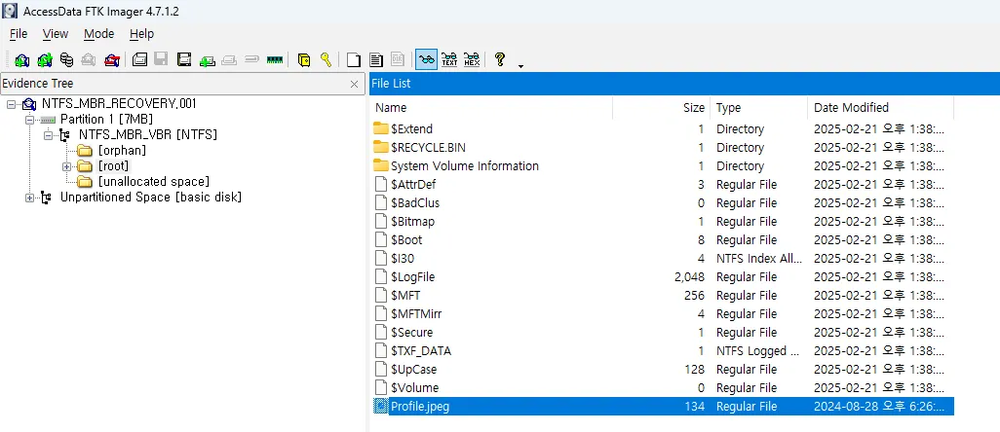 AccessData FTK Imager 4.7.1.2
File View Mode Help
TEXT HEX
Evidence Tree
NTFS_MBR_RECOVERY,001
Partition 1 [7MB]
NTFS_MBR_VBR [NTFS]
[orphan]
[root]
[unallocated space]
Unpartitioned Space [basic disk]
File List
Name Size Type Date Modified
$Extend 1 Directory 2025-02-21 오후 1:38:...
$RECYCLE.BIN 1 Directory 2025-02-21 오후 1:38:...
System Volume Information 1 Directory 2025-02-21 오후 1:38:...
$AttrDef 3 Regular File 2025-02-21 오후 1:38:...
$BadClus 0 Regular File 2025-02-21 오후 1:38:...
$Bitmap 1 Regular File 2025-02-21 오후 1:38:...
$Boot 8 Regular File 2025-02-21 오후 1:38:...
$I30 4 NTFS Index All... 2025-02-21 오후 1:38:...
$LogFile 2,048 Regular File 2025-02-21 오후 1:38:...
$MFT 256 Regular File 2025-02-21 오후 1:38:...
$MFTMirr 4 Regular File 2025-02-21 오후 1:38:...
$Secure 1 Regular File 2025-02-21 오후 1:38:...
$TXF_DATA 1 NTFS Logged ... 2025-02-21 오후 1:38:...
$UpCase 128 Regular File 2025-02-21 오후 1:38:...
$Volume 0 Regular File 2025-02-21 오후 1:38:...
Profile.jpeg 134 Regular File 2024-08-28 오후 6:26:...